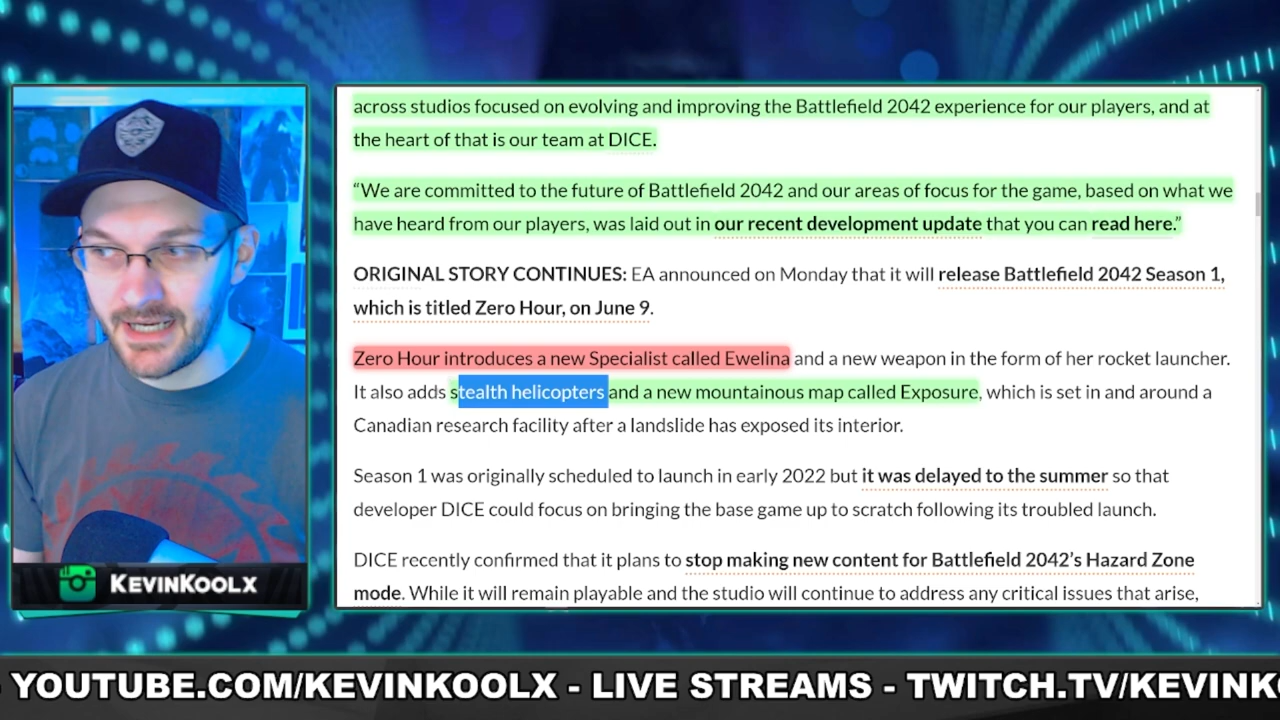 across studios focused on evolving and improving the Battlefield 2042 experience for our players, and at
the heart of that is our team at DICE.
“We are committed to the future of Battlefield 2042 and our areas of focus for the game, based on what we
have heard from our players, was laid out in our recent development update that you can read here.”
ORIGINAL STORY CONTINUES: EA announced on Monday that it will release Battlefield 2042 Season 1,
which is titled Zero Hour, on June 9.
Zero Hour introduces a new Specialist called Ewelina and a new weapon in the form of her rocket launcher.
It also adds stealth helicopters and a new mountainous map called Exposure, which is set in and around a
Canadian research facility after a landslide has exposed its interior.
Season 1 was originally scheduled to launch in early 2022 but it was delayed to the summer so that
developer DICE could focus on bringing the base game up to scratch following its troubled launch.
DICE recently confirmed that it plans to stop making new content for Battlefield 2042’s Hazard Zone
mode. While it will remain playable and the studio will continue to address any critical issues that arise,
KEVINKOOLX
YOUTUBE.COM/KEVINKOOLX - LIVE STREAMS - TWITCH.TV/KEVINK